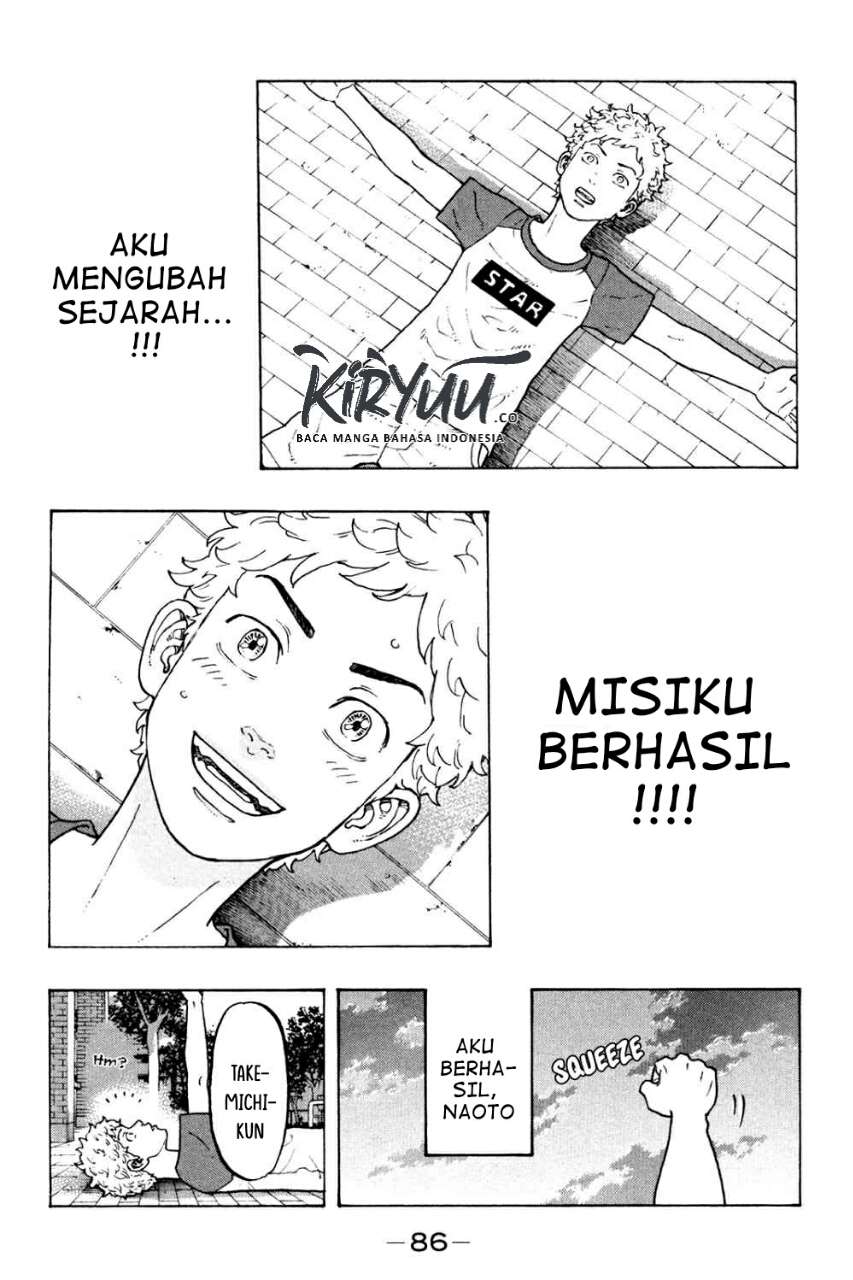 AKU
MENGUBAH
SEJARAH...
!!!
STAR
KIRYUU
.CO
BACA MANGA BAHASA INDONESIA
MISIKU
BERHASIL
!!!!
AKU
BERHA-
SIL,
NAOTO
SQUEEZE
TAKE-
MICHI-
KUN
Hm?
—86—